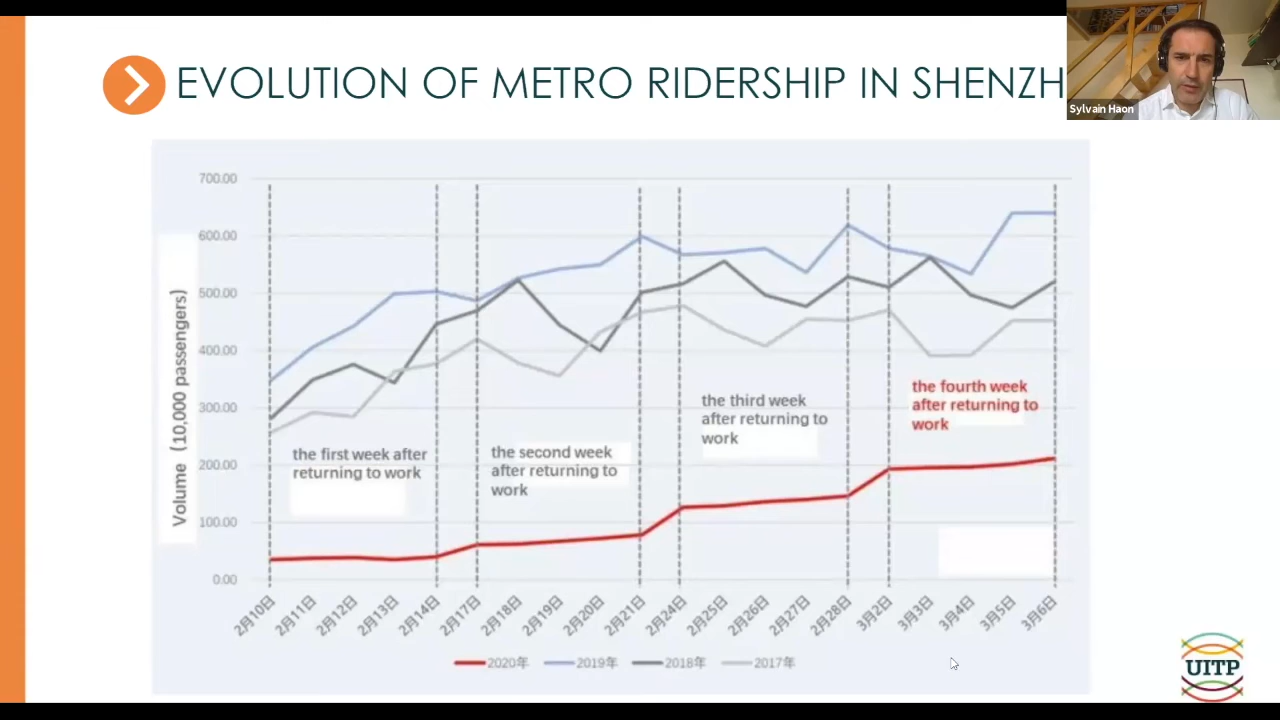 EVOLUTION OF METRO RIDERSHIP IN SHENZH
Sylvain Haon
700.00
600.00
500.00
400.00
300.00
200.00
100.00
0.00
Volume (10,000 passengers)
the first week after
returning to work
the second week
after returning to
work
the third week
after returning to
work
the fourth week
after returning to
work
2月10日
2月11日
2月12日
2月13日
2月14日
2月17日
2月18日
2月19日
2月20日
2月21日
2月24日
2月25日
2月26日
2月27日
2月28日
3月2日
3月3日
3月4日
3月5日
3月6日
2020年
2019年
2018年
2017年
UITP